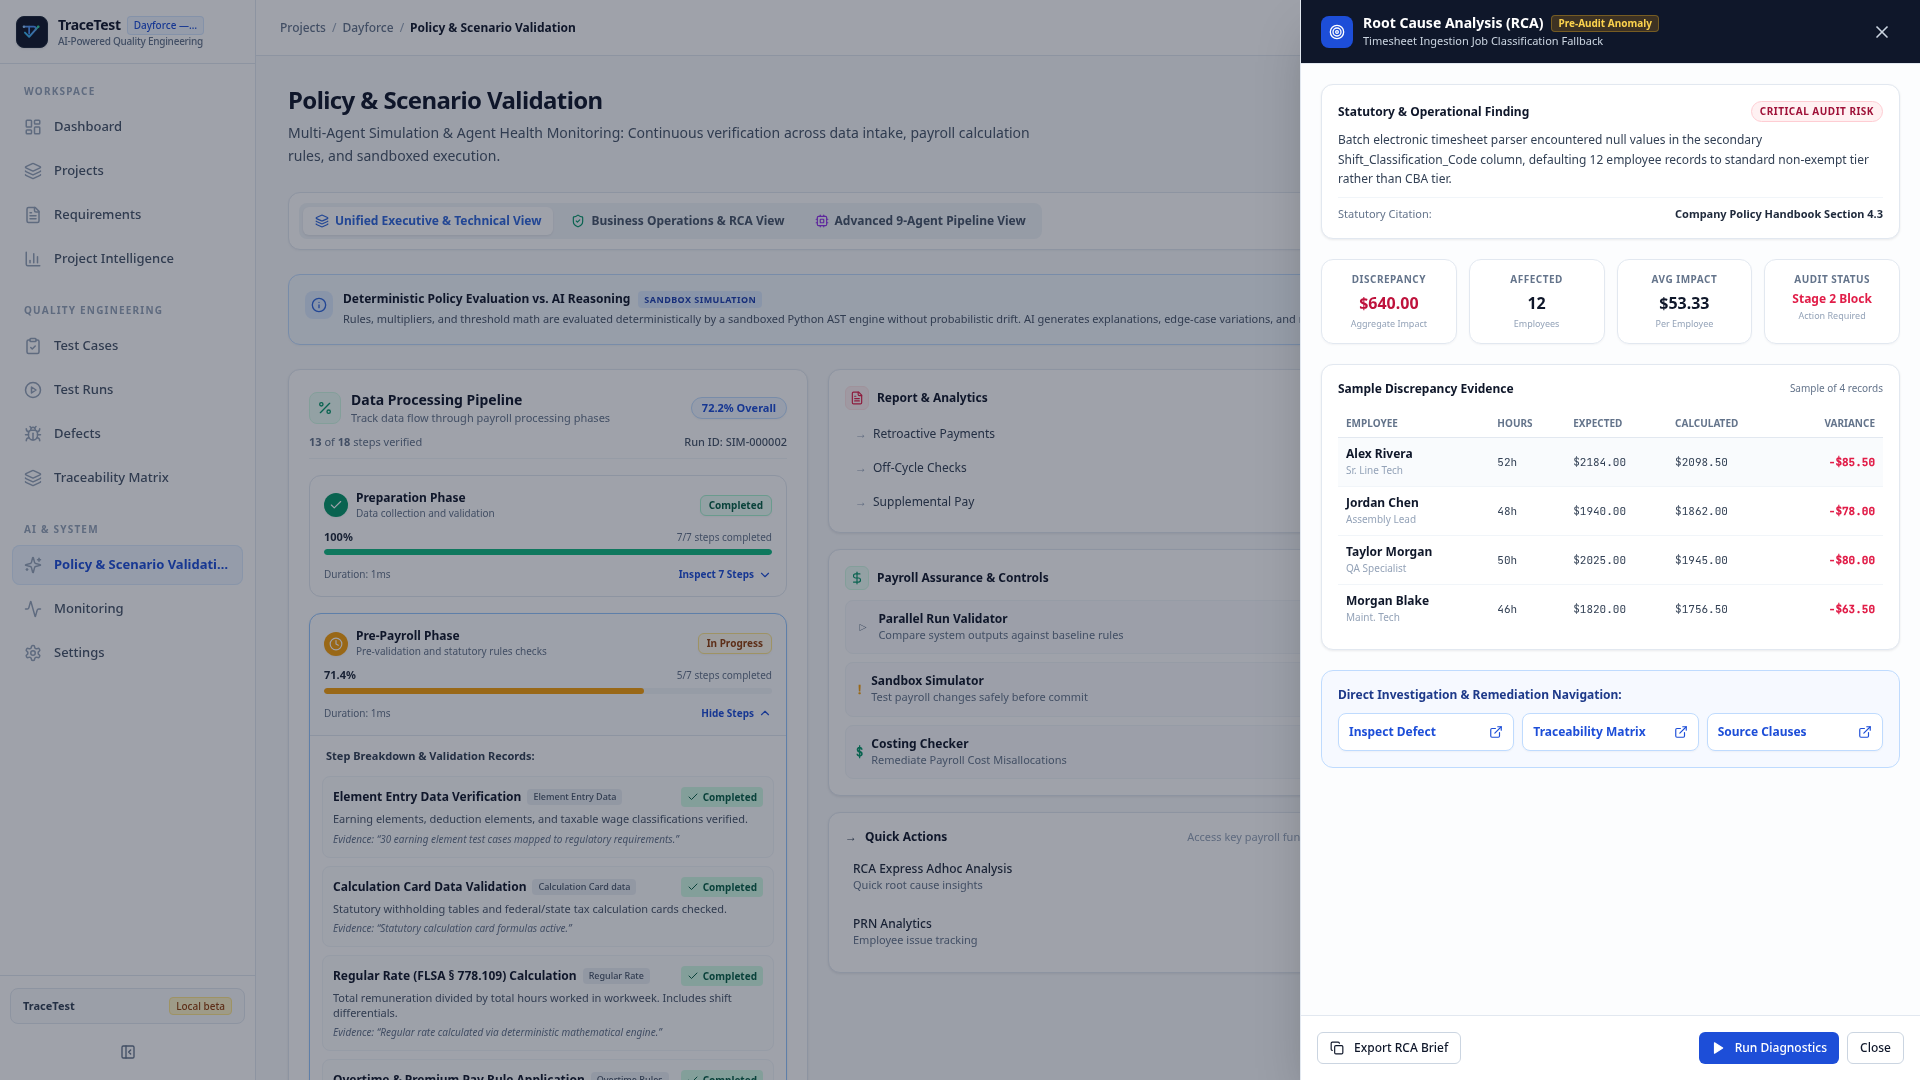 TraceTest Dayforce —...
AI-Powered Quality Engineering
WORKSPACE
Dashboard
Projects
Requirements
Project Intelligence
QUALITY ENGINEERING
Test Cases
Test Runs
Defects
Traceability Matrix
AI & SYSTEM
Policy & Scenario Validati...
Monitoring
Settings
TraceTest Local beta
Projects / Dayforce / Policy & Scenario Validation
Policy & Scenario Validation
Multi-Agent Simulation & Agent Health Monitoring: Continuous verification across data intake, payroll calculation
rules, and sandboxed execution.
Unified Executive & Technical View Business Operations & RCA View Advanced 9-Agent Pipeline View
Deterministic Policy Evaluation vs. AI Reasoning SANDBOX SIMULATION
Rules, multipliers, and threshold math are evaluated deterministically by a sandboxed Python AST engine without probabilistic drift. AI generates explanations, edge-case variations, and
Data Processing Pipeline
Track data flow through payroll processing phases
72.2% Overall
13 of 18 steps verified Run ID: SIM-000002
Preparation Phase
Data collection and validation
Completed
100% 7/7 steps completed
Duration: 1ms Inspect 7 Steps
Pre-Payroll Phase
Pre-validation and statutory rules checks
In Progress
71.4% 5/7 steps completed
Duration: 1ms Hide Steps
Step Breakdown & Validation Records:
Element Entry Data Verification Element Entry Data Completed
Earning elements, deduction elements, and taxable wage classifications verified.
Evidence: "30 earning element test cases mapped to regulatory requirements."
Calculation Card Data Validation Calculation Card data Completed
Statutory withholding tables and federal/state tax calculation cards checked.
Evidence: "Statutory calculation card formulas active."
Regular Rate (FLSA § 778.109) Calculation Regular Rate Completed
Total remuneration divided by total hours worked in workweek. Includes shift
differentials.
Evidence: "Regular rate calculated via deterministic mathematical engine."
Overtime & Premium Pay Rule Application Overtime Rules Completed
Report & Analytics
→ Retroactive Payments
→ Off-Cycle Checks
→ Supplemental Pay
Payroll Assurance & Controls
Parallel Run Validator
Compare system outputs against baseline rules
Sandbox Simulator
Test payroll changes safely before commit
Costing Checker
Remediate Payroll Cost Misallocations
→ Quick Actions Access key payroll fun
RCA Express Adhoc Analysis
Quick root cause insights
PRN Analytics
Employee issue tracking
Root Cause Analysis (RCA) Pre-Audit Anomaly
Timesheet Ingestion Job Classification Fallback
Statutory & Operational Finding CRITICAL AUDIT RISK
Batch electronic timesheet parser encountered null values in the secondary
Shift_Classification_Code column, defaulting 12 employee records to standard non-exempt tier
rather than CBA tier.
Statutory Citation: Company Policy Handbook Section 4.3
DISCREPANCY
$640.00
Aggregate Impact
AFFECTED
12
Employees
AVG IMPACT
$53.33
Per Employee
AUDIT STATUS
Stage 2 Block
Action Required
Sample Discrepancy Evidence Sample of 4 records
EMPLOYEE HOURS EXPECTED CALCULATED VARIANCE
Alex Rivera
Sr. Line Tech
52h $2184.00 $2098.50 -$85.50
Jordan Chen
Assembly Lead
48h $1940.00 $1862.00 -$78.00
Taylor Morgan
QA Specialist
50h $2025.00 $1945.00 -$80.00
Morgan Blake
Maint. Tech
46h $1820.00 $1756.50 -$63.50
Direct Investigation & Remediation Navigation:
Inspect Defect Traceability Matrix Source Clauses
Export RCA Brief Run Diagnostics Close